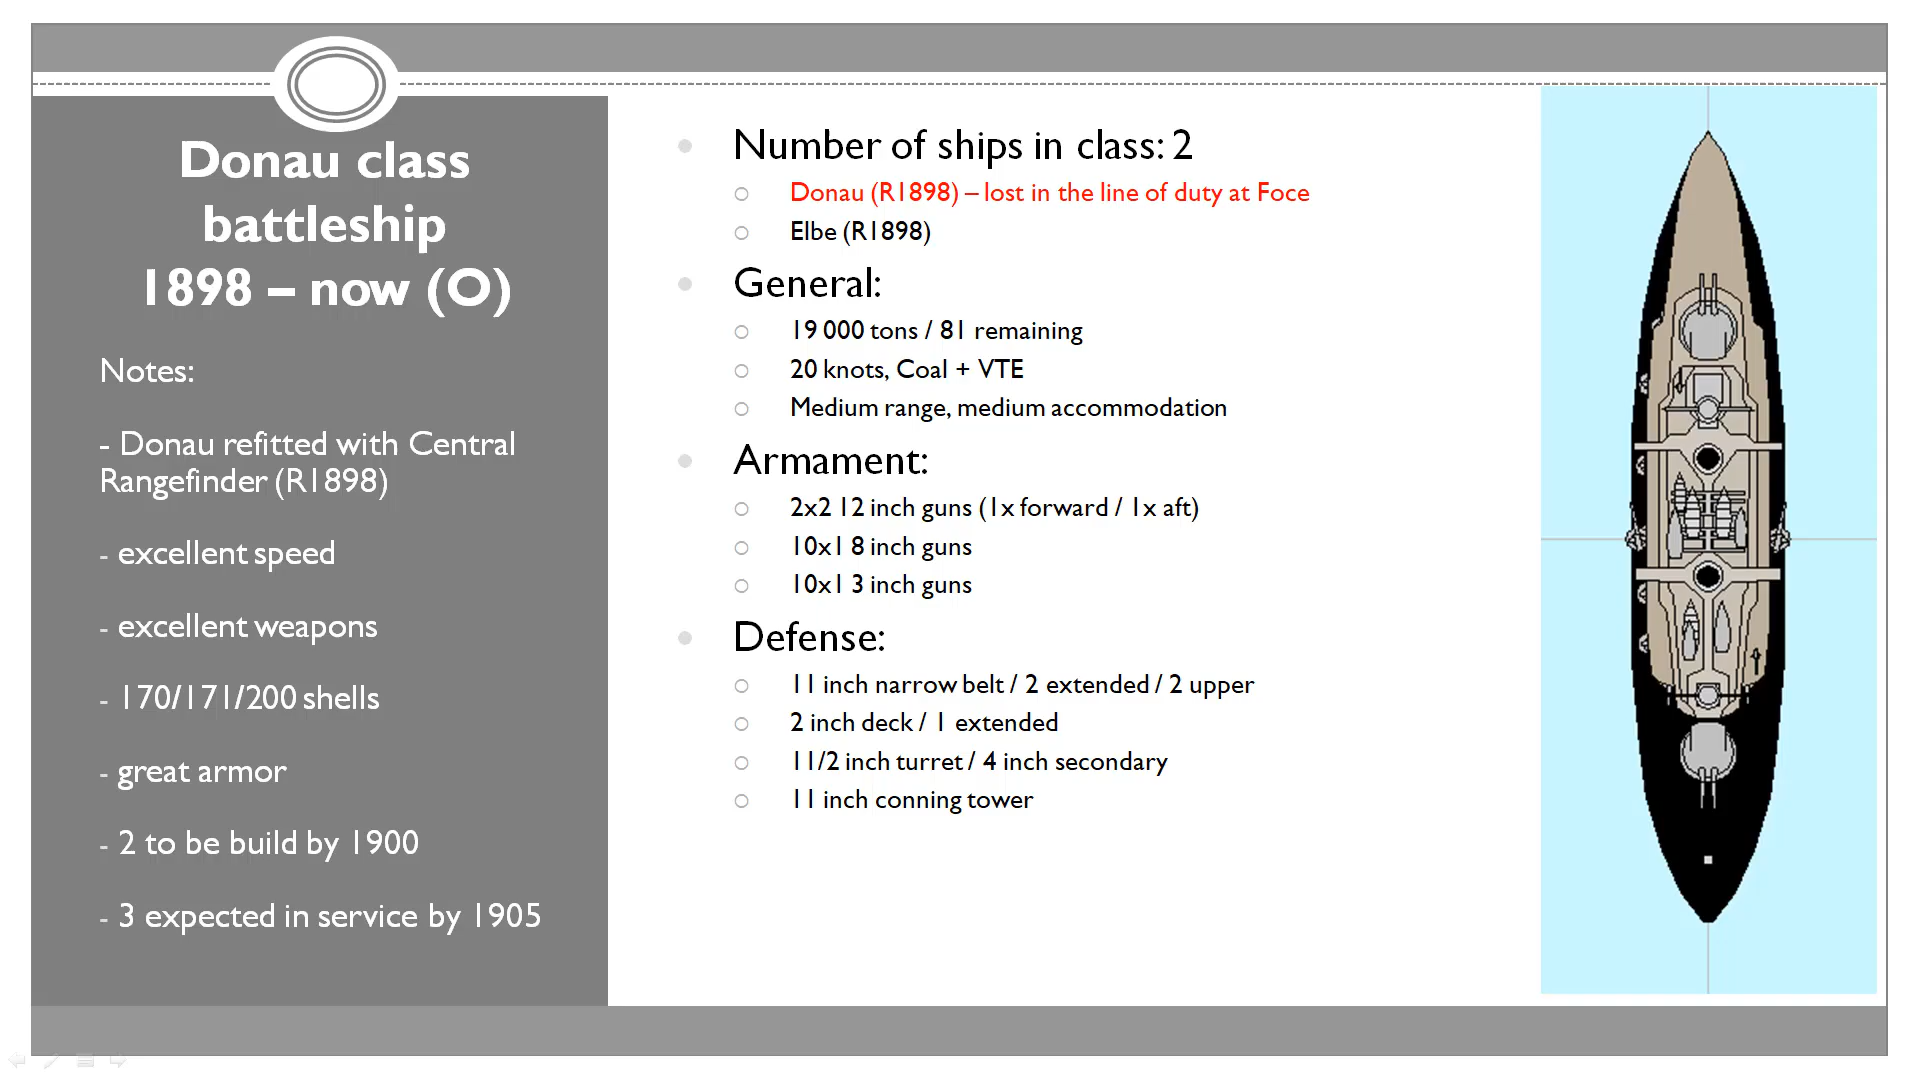 Donau class
battleship
1898 – now (O)
Notes:
- Donau refitted with Central
Rangefinder (R1898)
- excellent speed
- excellent weapons
- 170/171/200 shells
- great armor
- 2 to be build by 1900
- 3 expected in service by 1905
Number of ships in class: 2
Donau (R1898) – lost in the line of duty at Foce
Elbe (R1898)
General:
19 000 tons / 81 remaining
20 knots, Coal + VTE
Medium range, medium accommodation
Armament:
2x2 12 inch guns (1x forward / 1x aft)
10x1 8 inch guns
10x1 3 inch guns
Defense:
11 inch narrow belt / 2 extended / 2 upper
2 inch deck / 1 extended
11/2 inch turret / 4 inch secondary
11 inch conning tower